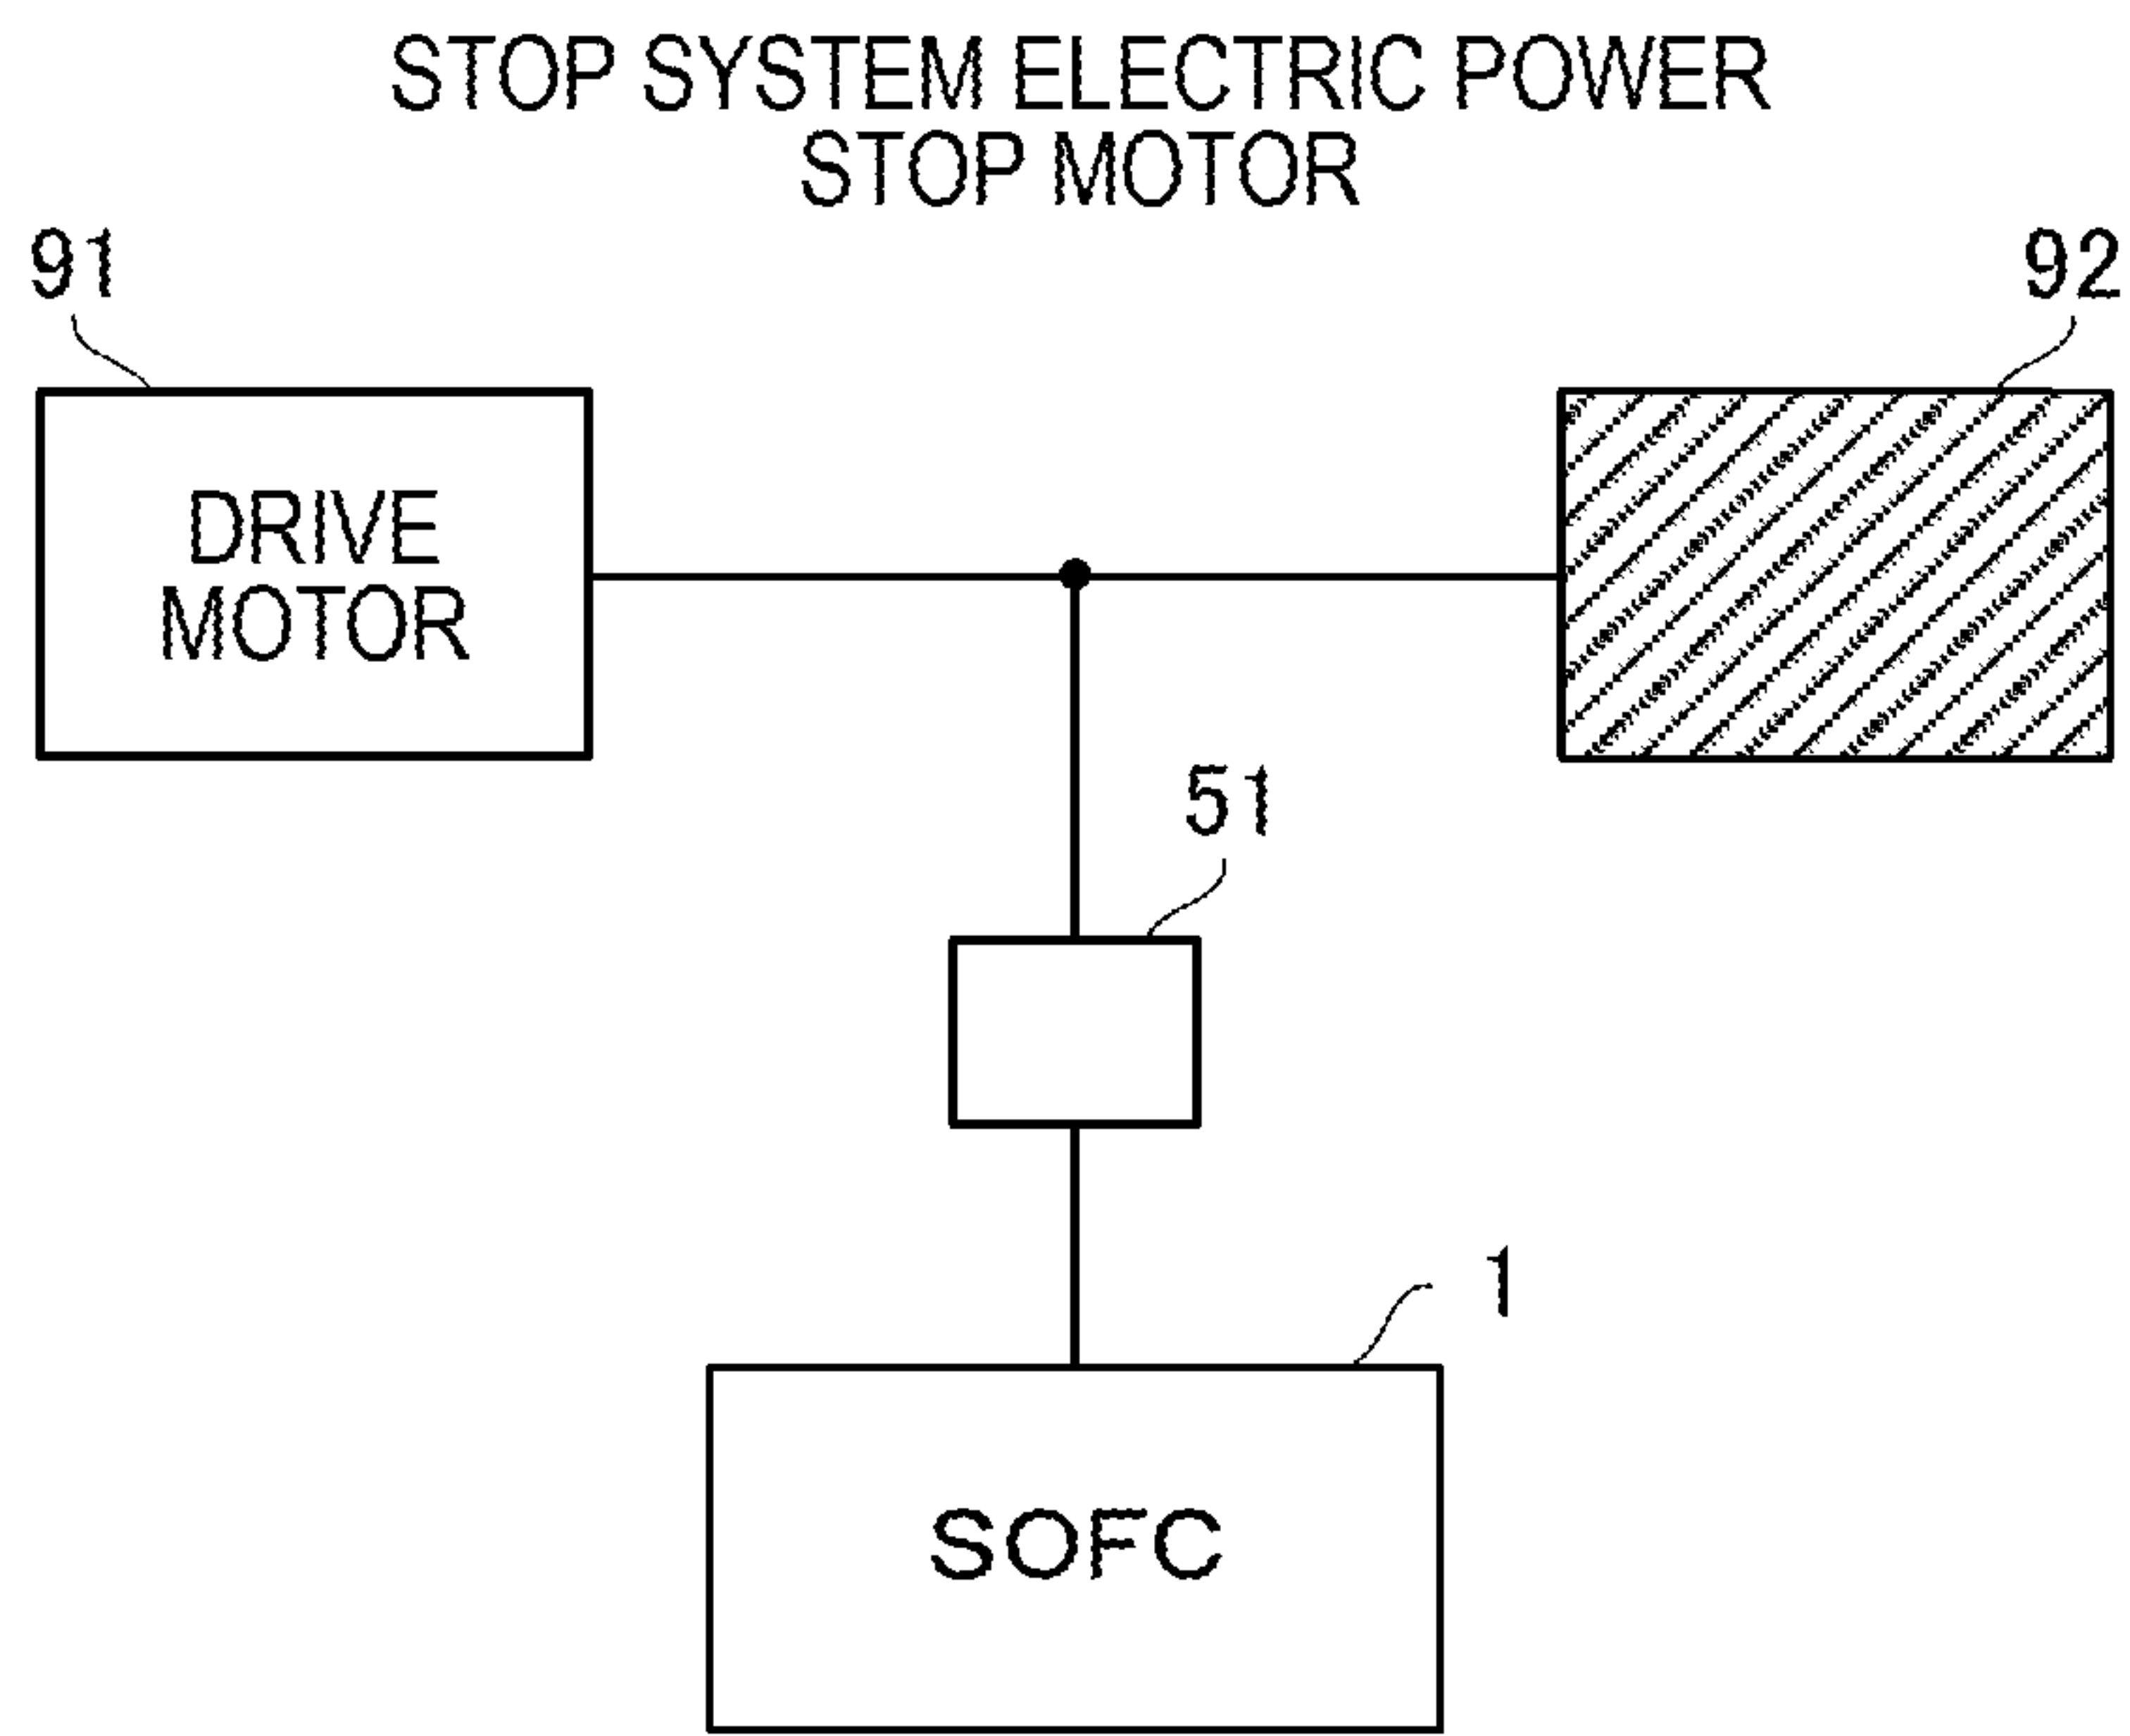 STOP SYSTEM ELECTRIC POWER
STOP MOTOR
91
92
DRIVE
MOTOR
51
1
SOFC